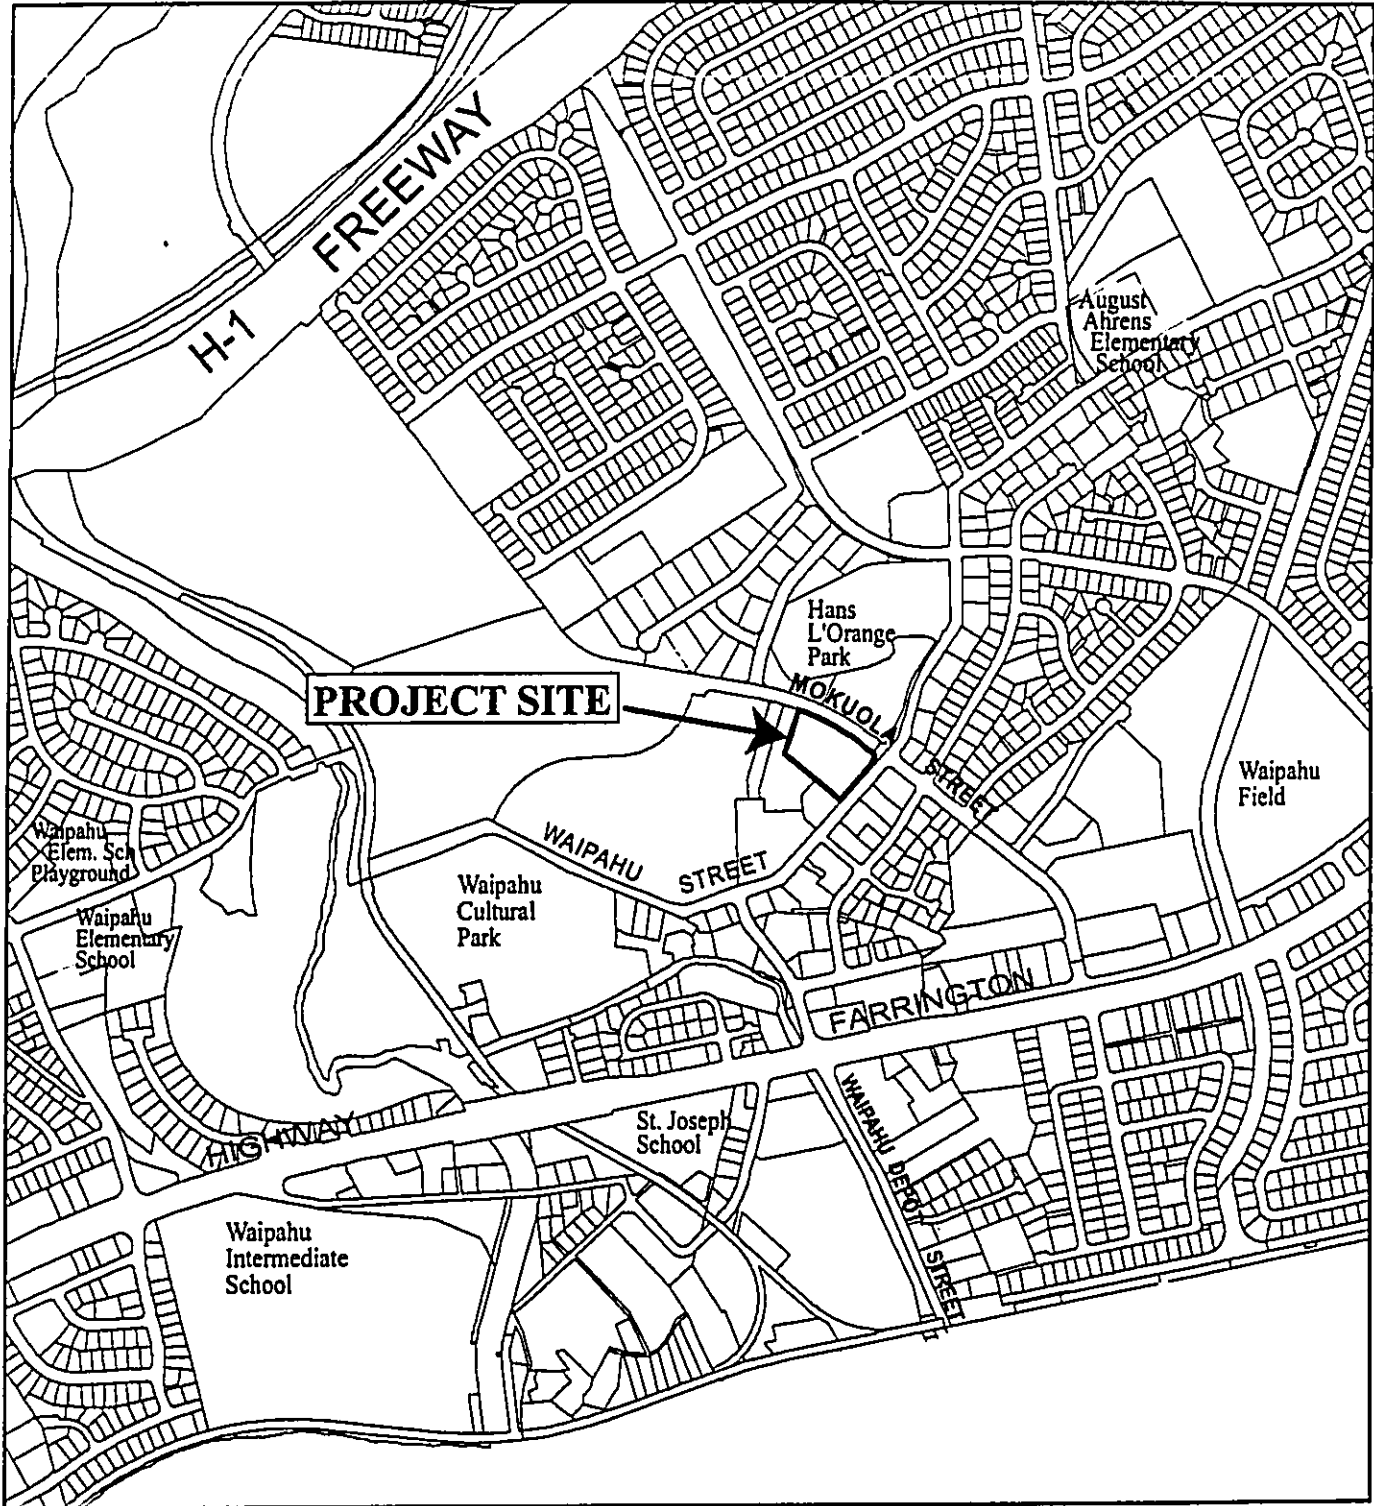 H-1 FREEWAY
August
Ahrens
Elementary
School
Hans
L'Orange
Park
PROJECT SITE
MOKUOLA STREET
Waipahu
Field
Waipahu
Elem. Sch
Playground
WAIPAHU STREET
Waipahu
Cultural
Park
Waipahu
Elementary
School
FARRINGTON HIGHWAY
St. Joseph
School
WAIPAHU DEPOT STREET
Waipahu
Intermediate
School